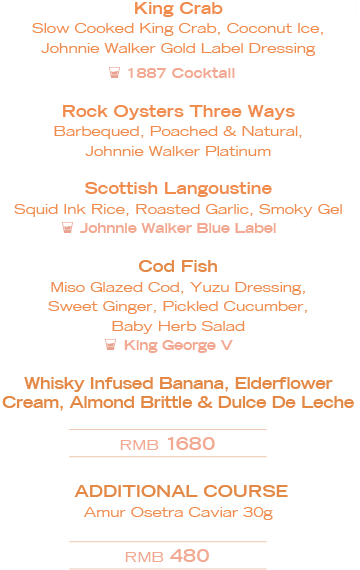 King Crab
Slow Cooked King Crab, Coconut Ice,
Johnnie Walker Gold Label Dressing
1887 Cocktail
Rock Oysters Three Ways
Barbequed, Poached & Natural,
Johnnie Walker Platinum
Scottish Langoustine
Squid Ink Rice, Roasted Garlic, Smoky Gel
Johnnie Walker Blue Label
Cod Fish
Miso Glazed Cod, Yuzu Dressing,
Sweet Ginger, Pickled Cucumber,
Baby Herb Salad
King George V
Whisky Infused Banana, Elderflower
Cream, Almond Brittle & Dulce De Leche
RMB 1680
ADDITIONAL COURSE
Amur Osetra Caviar 30g
RMB 480